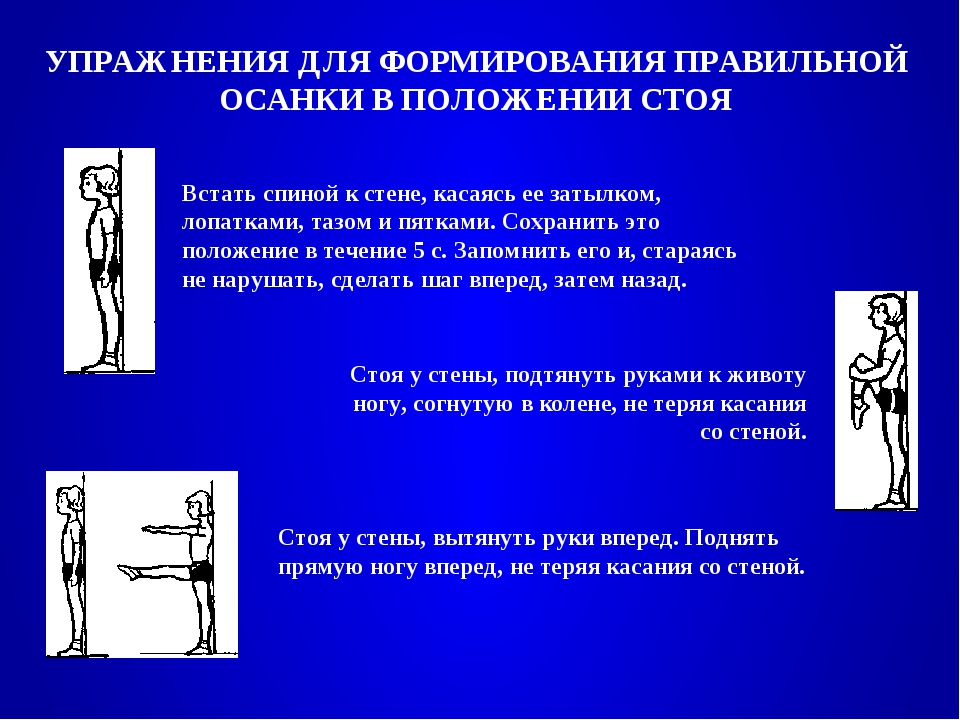 УПРАЖНЕНИЯ ДЛЯ ФОРМИРОВАНИЯ ПРАВИЛЬНОЙ
ОСАНКИ В ПОЛОЖЕНИИ СТОЯ
Встать спиной к стене, касаясь ее затылком,
лопатками, тазом и пятками. Сохранить это
положение в течение 5 с. Запомнить его и, стараясь
не нарушать, сделать шаг вперед, затем назад.
Стоя у стены, подтянуть руками к животу
ногу, согнутую в колене, не теряя касания
со стеной.
Стоя у стены, вытянуть руки вперед. Поднять
прямую ногу вперед, не теряя касания со стеной.